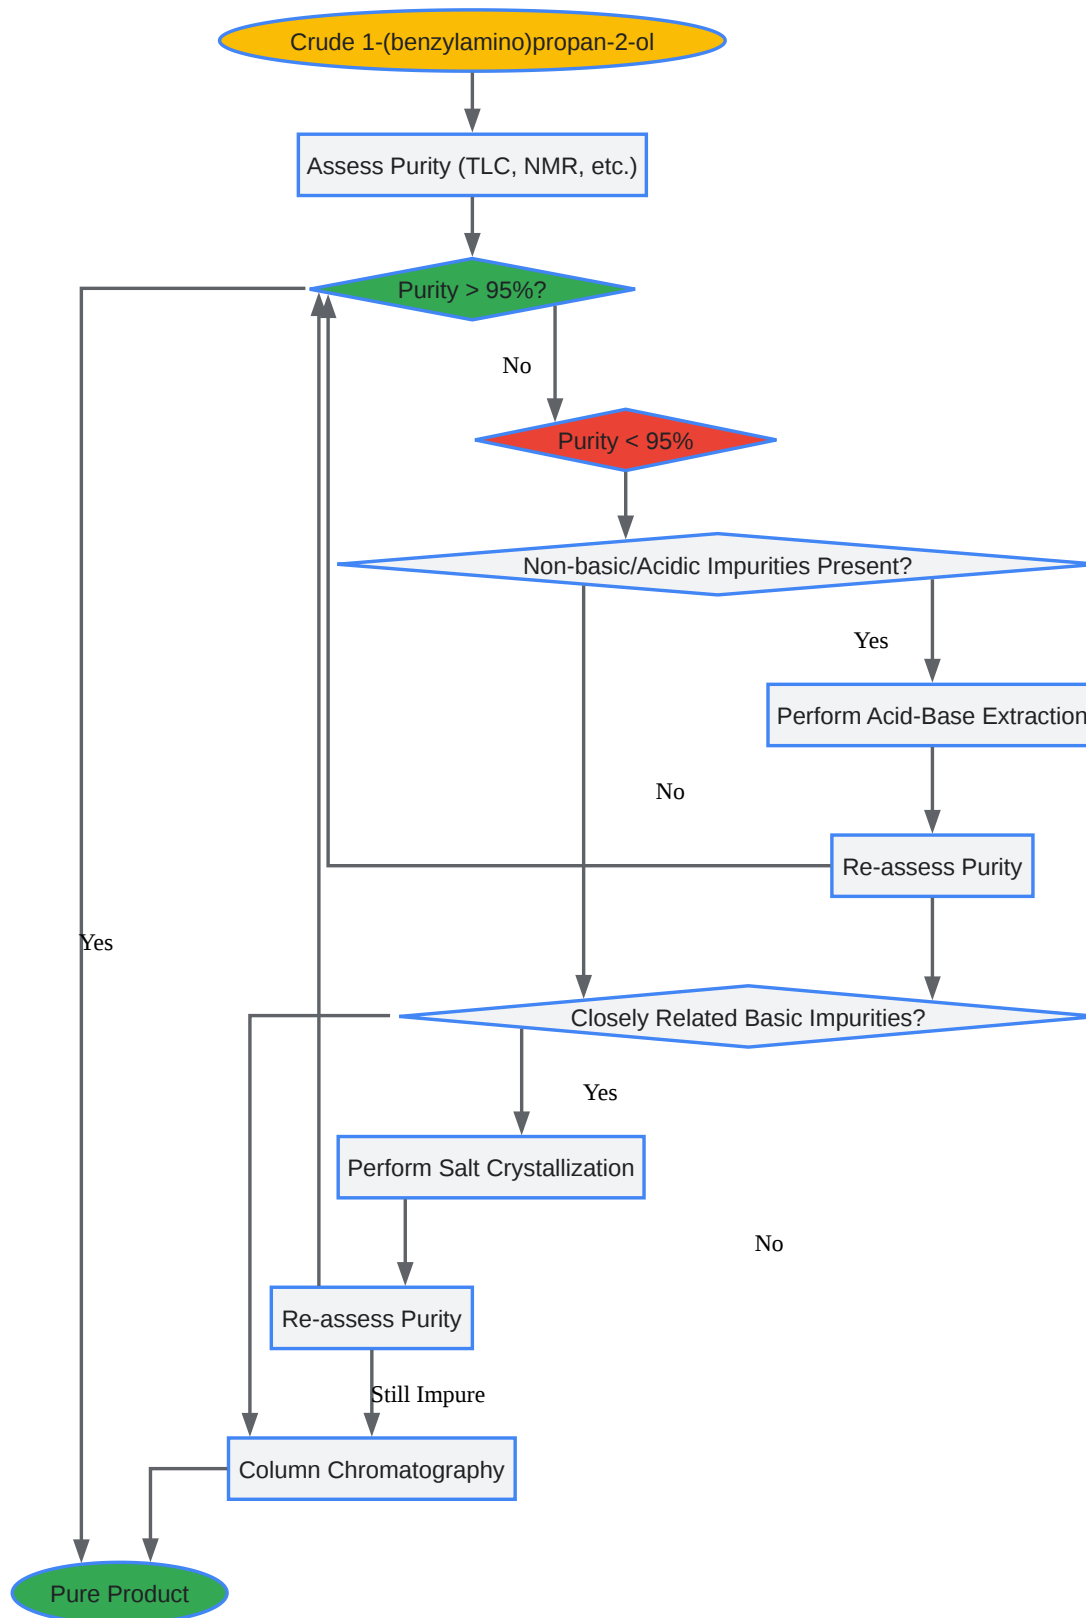 Crude 1-(benzylamino)propan-2-ol
Assess Purity (TLC, NMR, etc.)
Purity > 95%?
No
Purity < 95%
Non-basic/Acidic Impurities Present?
Yes
Perform Acid-Base Extraction
No
Re-assess Purity
Yes
Closely Related Basic Impurities?
Yes
Perform Salt Crystallization
No
Re-assess Purity
Still Impure
Column Chromatography
Pure Product